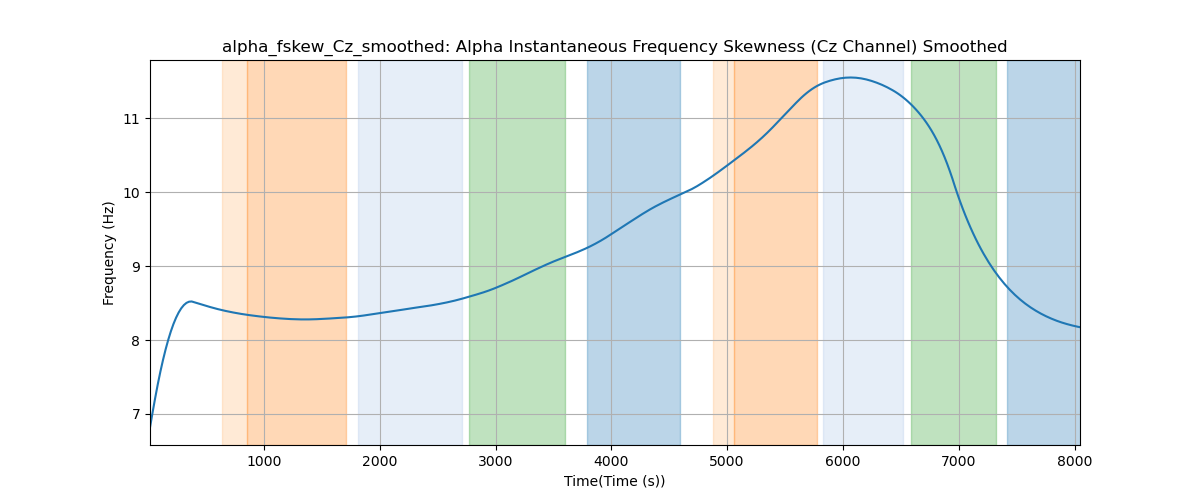 alpha_fskew_Cz_smoothed: Alpha Instantaneous Frequency Skewness (Cz Channel) Smoothed
Frequency (Hz)
11
10
9
8
7
1000 2000 3000 4000 5000 6000 7000 8000
Time(Time (s))